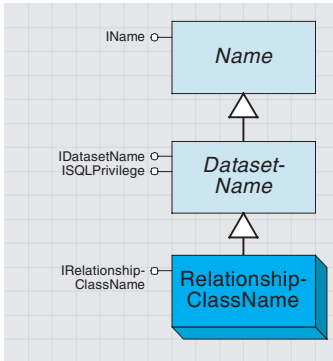 IName
Name
IDatasetName
ISQLPrivilege
Dataset-
Name
IRelationship-
ClassName
Relationship-
ClassName